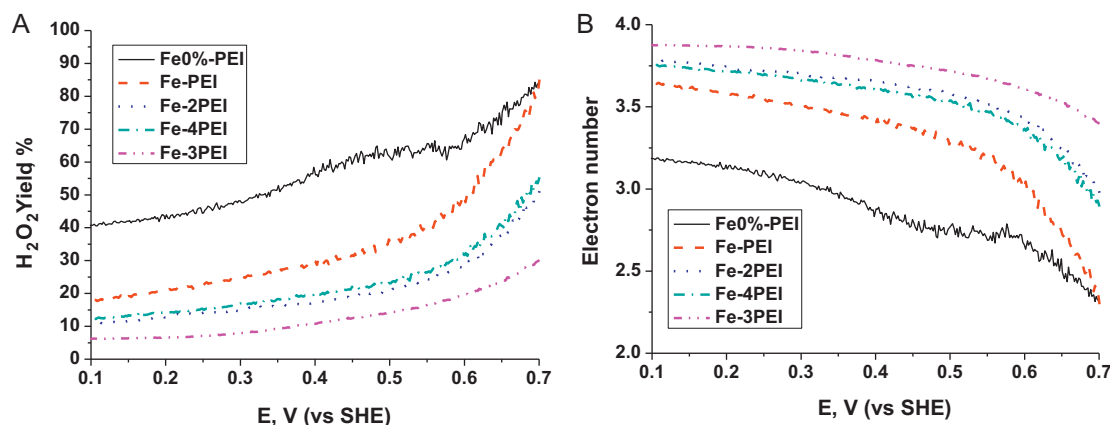 A
H2O2Yield, %
100
90
80
70
60
50
40
30
20
10
0
Fe0%-PEI
Fe-PEI
Fe-2PEI
Fe-4PEI
Fe-3PEI
0.1 0.2 0.3 0.4 0.5 0.6 0.7
E, V (vs SHE)
B
Electron number
4.0
3.5
3.0
2.5
2.0
Fe0%-PEI
Fe-PEI
Fe-2PEI
Fe-4PEI
Fe-3PEI
0.1 0.2 0.3 0.4 0.5 0.6 0.7
E, V (vs SHE)